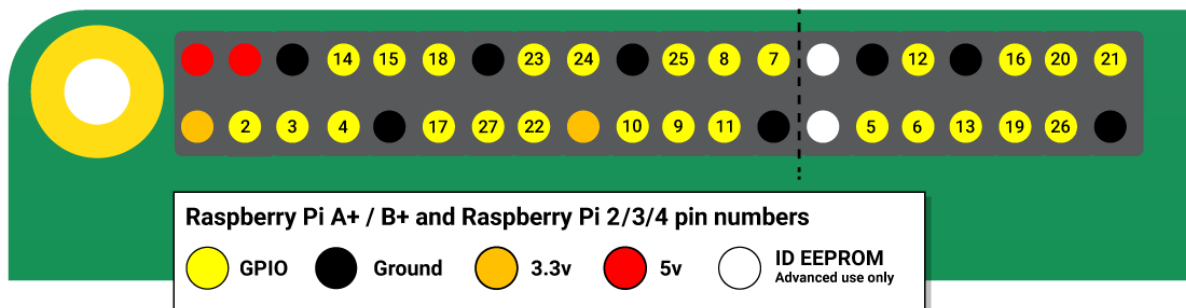 14 15 18 23 24 25 8 7 12 16 20 21
2 3 4 17 27 22 10 9 11 5 6 13 19 26
Raspberry Pi A+ / B+ and Raspberry Pi 2/3/4 pin numbers
GPIO Ground 3.3v 5v ID EEPROM
Advanced use only